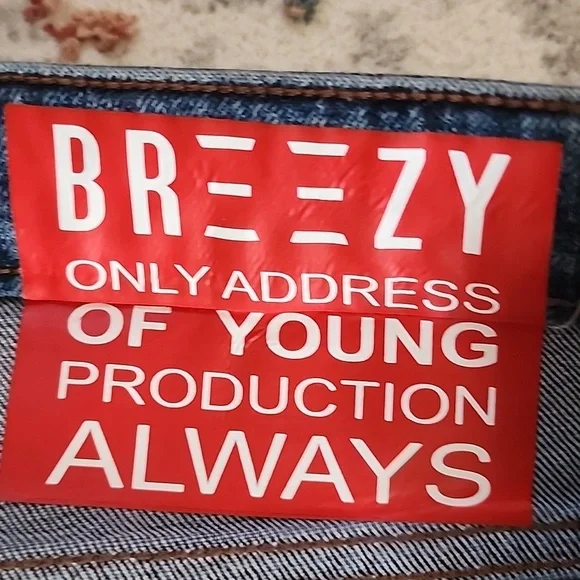 BREEZY
ONLY ADDRESS
OF YOUNG
PRODUCTION
ALWAYS